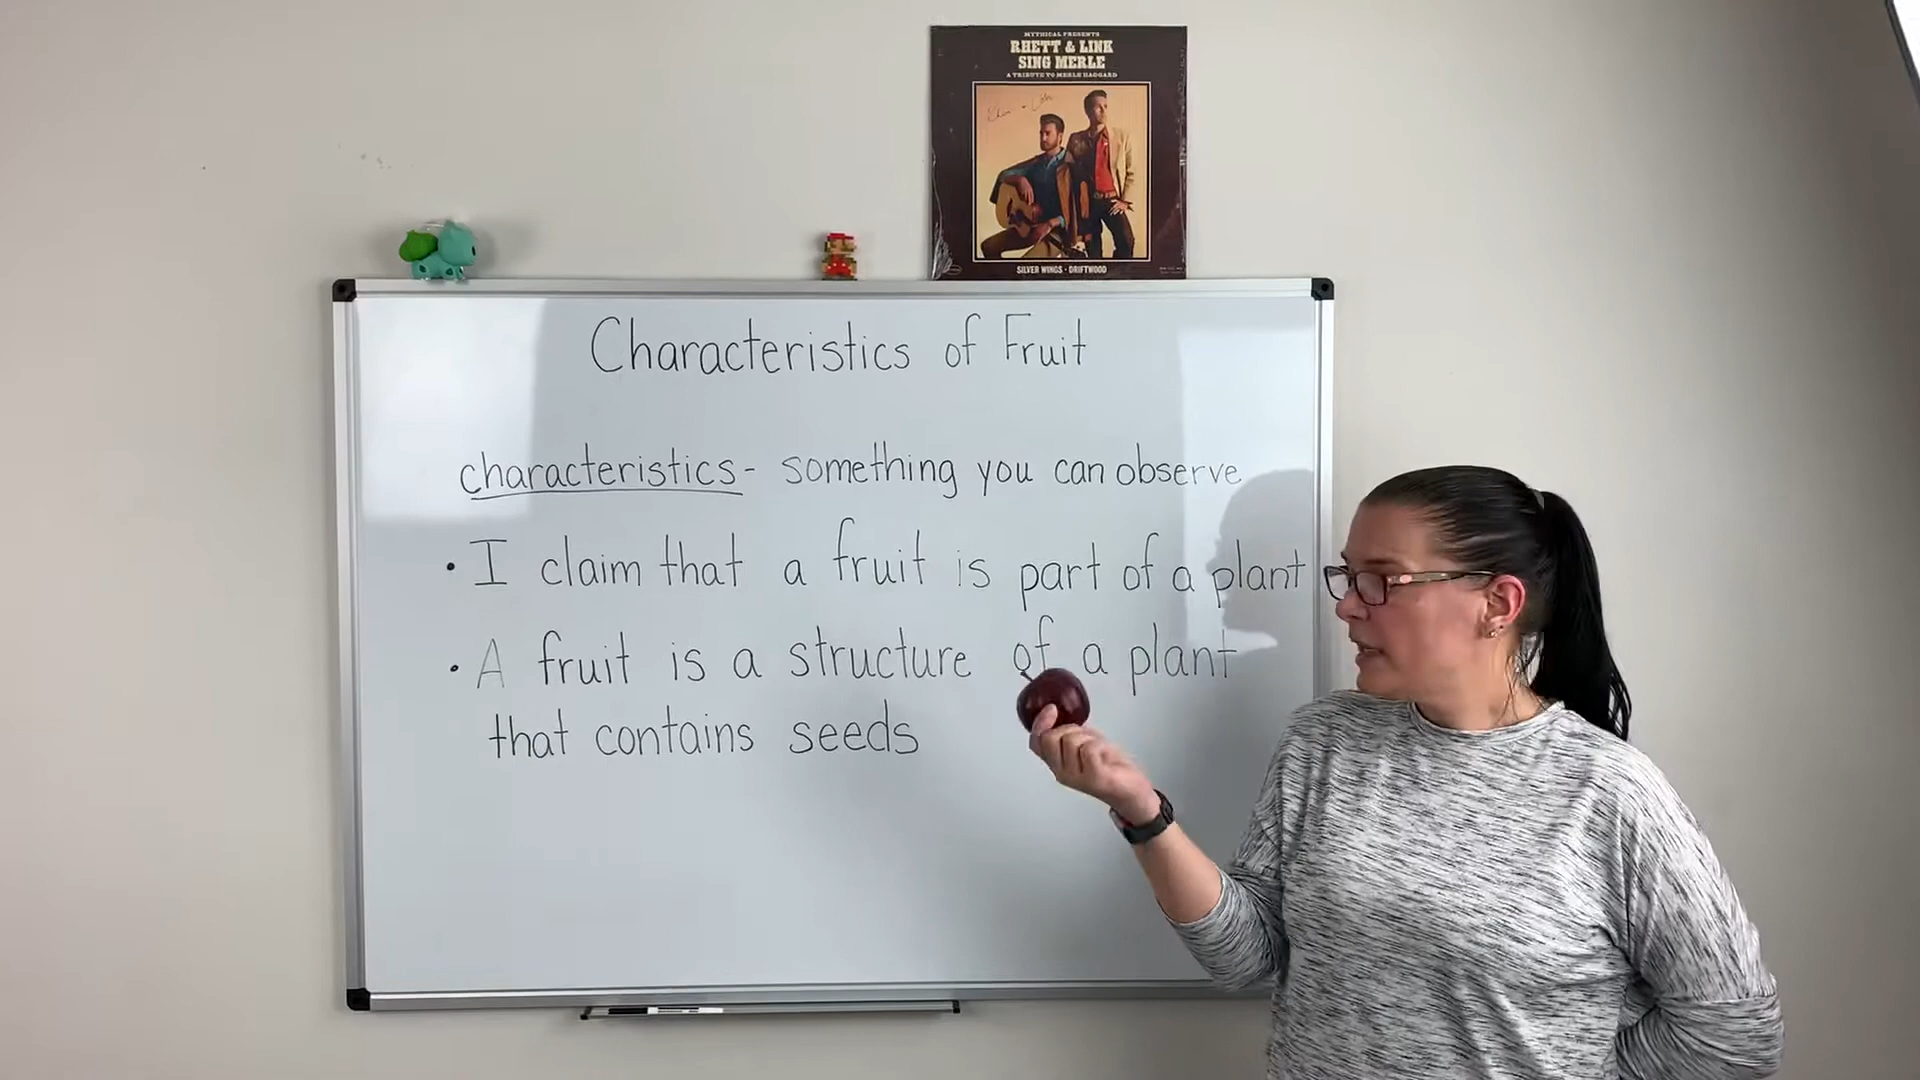 MYTHICAL PRESENTS
RHETT & LINK
SING MERLE
A TRIBUTE TO MERLE HAGGARD
SILVER WINGS · DRIFTWOOD
Characteristics of Fruit
characteristics - something you can observe
• I claim that a fruit is part of a plant
• A fruit is a structure of a plant
that contains seeds